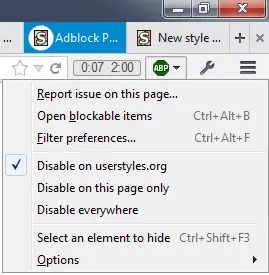 ... Adblock P... New style ...
0:07 2:00 ABP
Report issue on this page...
Open blockable items Ctrl+Alt+B
Filter preferences... Ctrl+Alt+F
Disable on userstyles.org
Disable on this page only
Disable everywhere
Select an element to hide Ctrl+Shift+F3
Options